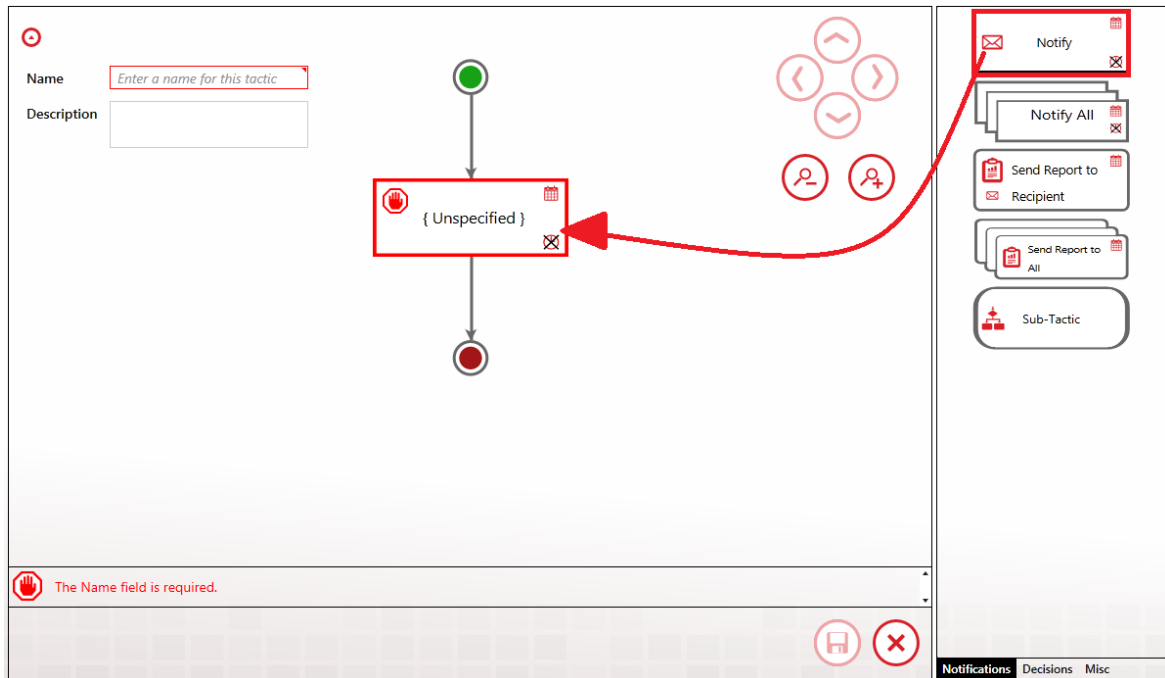 Name
Enter a name for this tactic
Description
{ Unspecified }
The Name field is required.
Notify
Notify All
Send Report to
Recipient
Send Report to
All
Sub-Tactic
Notifications Decisions Misc